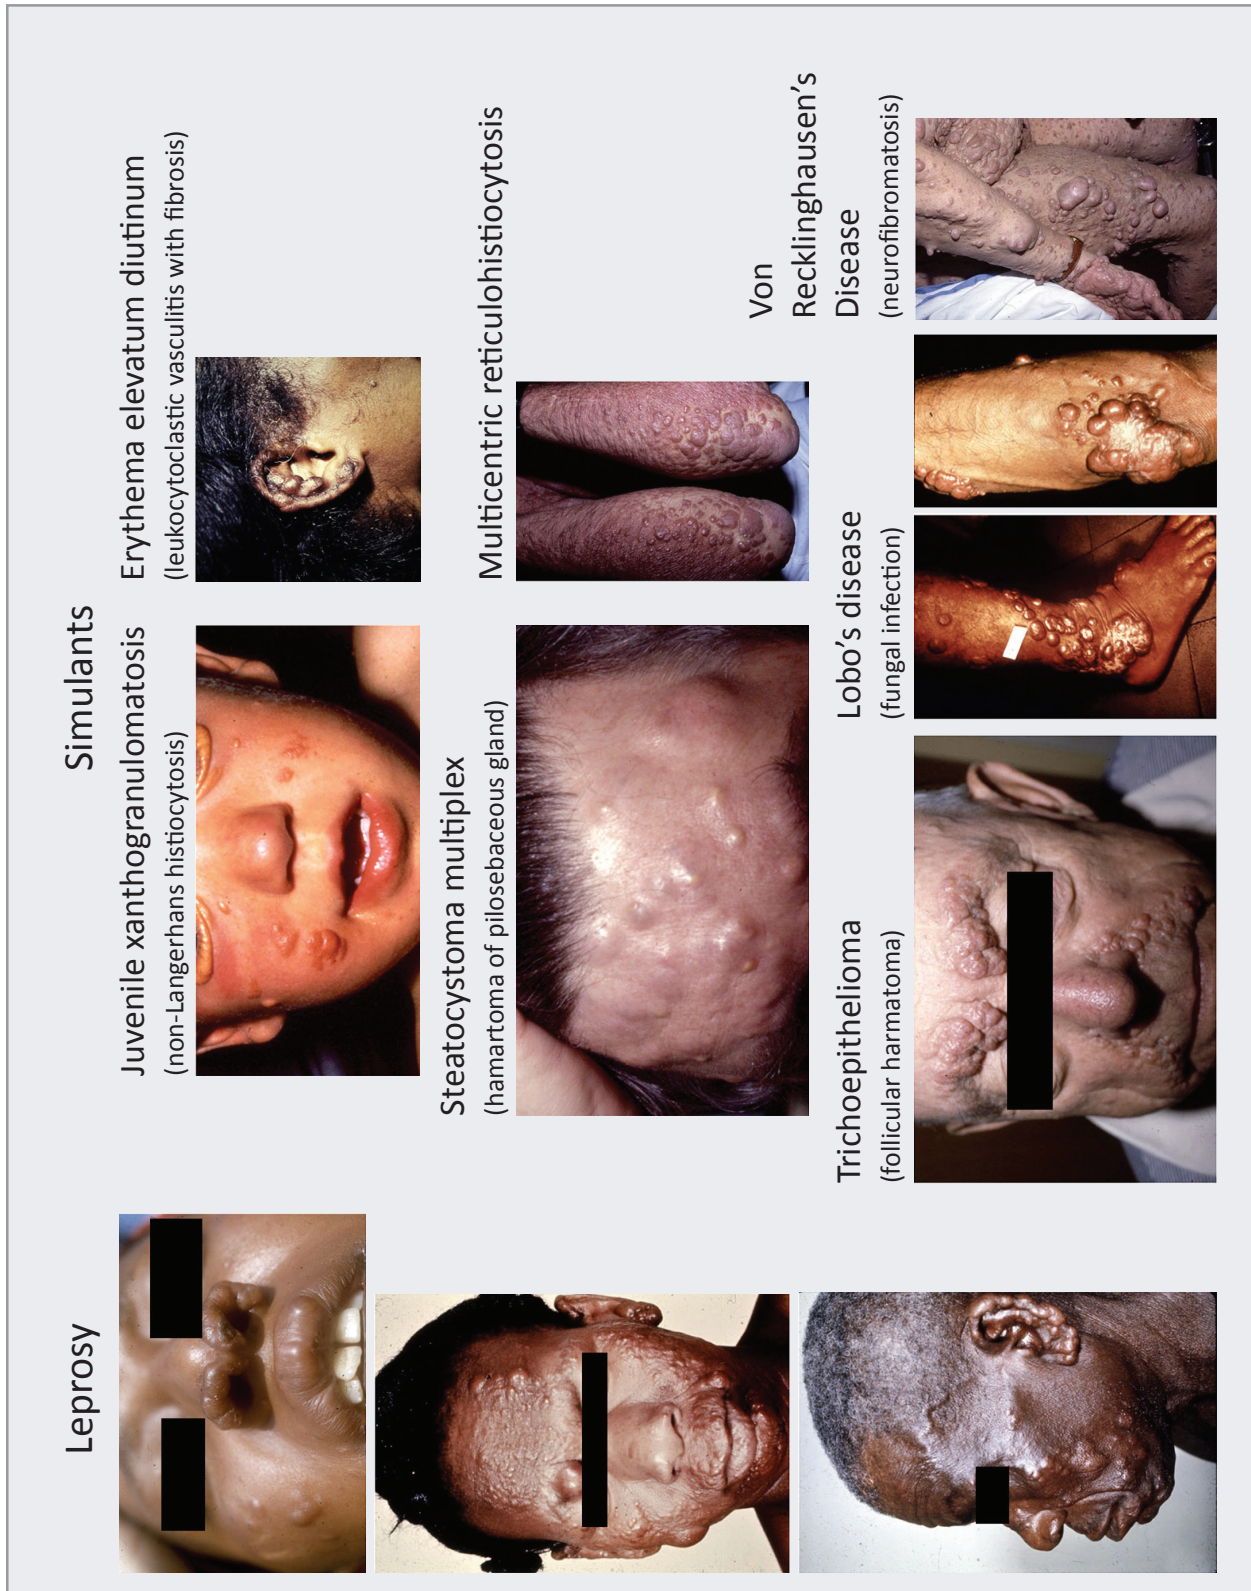 Leprosy
Simulants
Juvenile xanthogranulomatosis
(non-Langerhans histiocytosis)
Erythema elevatum diutinum
(leukocytoclastic vasculitis with fibrosis)
Steatocystoma multiplex
(hamartoma of pilosebaceous gland)
Multicentric reticulohistiocytosis
Trichoepithelioma
(follicular harmatoma)
Lobo's disease
(fungal infection)
Von
Recklinghausen's
Disease
(neurofibromatosis)